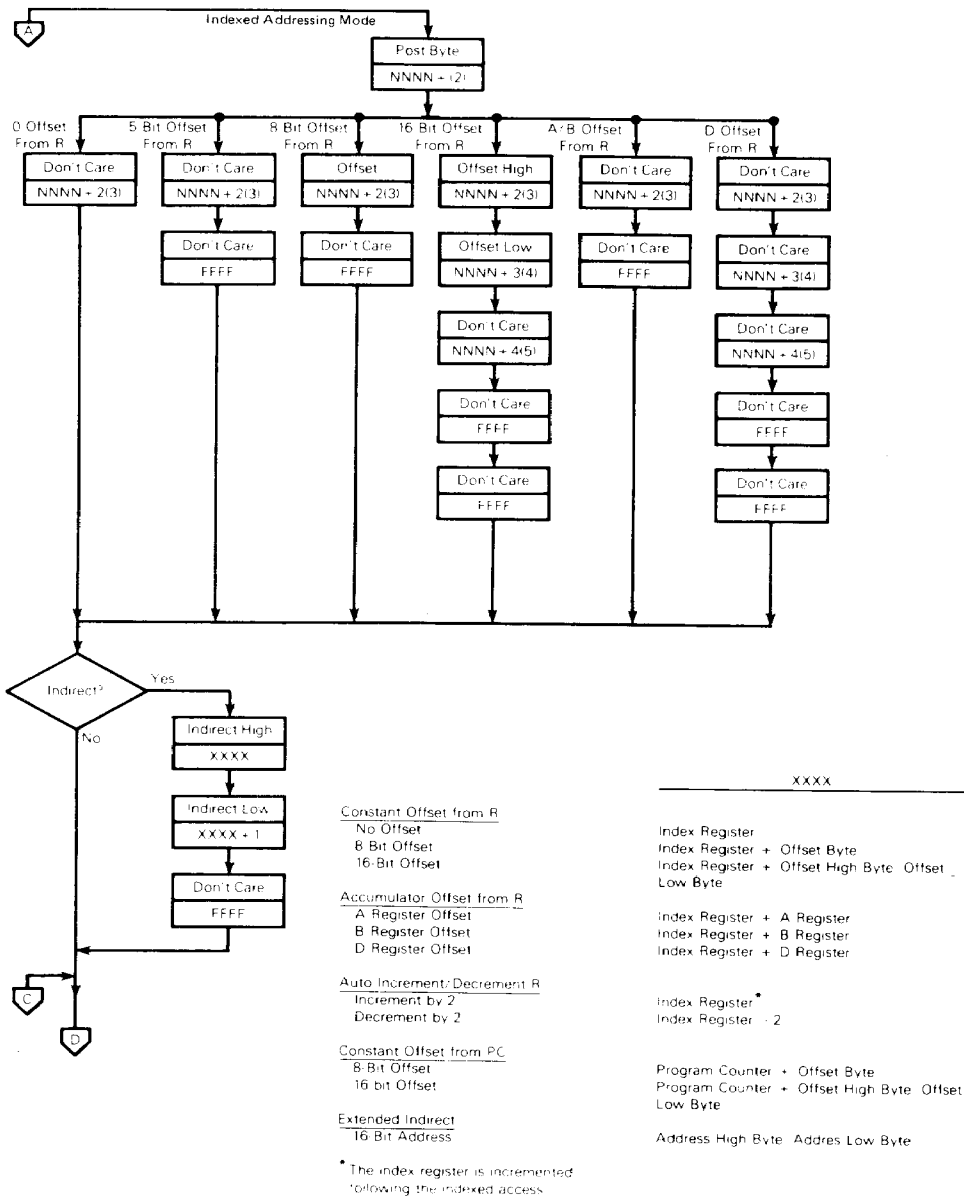 Indexed Addressing Mode
A
Post Byte
NNNN + (2)
0 Offset
From R
5 Bit Offset
From R
8 Bit Offset
From R
16 Bit Offset
From R
A/B Offset
From R
D Offset
From R
Don't Care
NNNN + 2(3)
Don't Care
NNNN + 2(3)
Don't Care
FFFF
Offset
NNNN + 2(3)
Don't Care
FFFF
Offset High
NNNN + 2(3)
Offset Low
NNNN + 3(4)
Don't Care
NNNN + 4(5)
Don't Care
FFFF
Don't Care
FFFF
Don't Care
NNNN + 2(3)
Don't Care
FFFF
Don't Care
NNNN + 2(3)
Don't Care
NNNN + 3(4)
Don't Care
NNNN + 4(5)
Don't Care
FFFF
Don't Care
FFFF
Indirect?
Yes
No
Indirect High
XXXX
Indirect Low
XXXX + 1
Don't Care
FFFF
C
D
XXXX
Constant Offset from R
No Offset
Index Register
8 Bit Offset
Index Register + Offset Byte
16-Bit Offset
Index Register + Offset High Byte Offset
Low Byte
Accumulator Offset from R
A Register Offset
Index Register + A Register
B Register Offset
Index Register + B Register
D Register Offset
Index Register + D Register
Auto Increment/Decrement R
Increment by 2
Index Register*
Decrement by 2
Index Register - 2
Constant Offset from PC
8-Bit Offset
Program Counter + Offset Byte
16 bit Offset
Program Counter + Offset High Byte Offset
Low Byte
Extended Indirect
16 Bit Address
Address High Byte Addres Low Byte
* The index register is incremented
following the indexed access